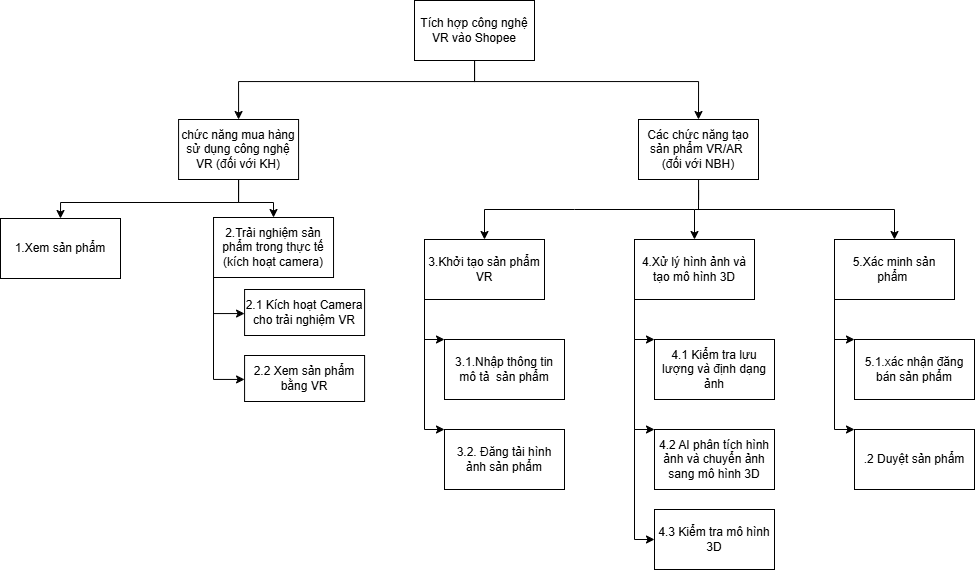 Tích hợp công nghệ
VR vào Shopee
chức năng mua hàng
sử dụng công nghệ
VR (đối với KH)
Các chức năng tạo
sản phẩm VR/AR
(đối với NBH)
1.Xem sản phẩm
2.Trải nghiệm sản
phẩm trong thực tế
(kích hoạt camera)
2.1 Kích hoạt Camera
cho trải nghiệm VR
2.2 Xem sản phẩm
bằng VR
3.Khởi tạo sản phẩm
VR
3.1.Nhập thông tin
mô tả sản phẩm
3.2. Đăng tải hình
ảnh sản phẩm
4.Xử lý hình ảnh và
tạo mô hình 3D
4.1 Kiểm tra lưu
lượng và định dạng
ảnh
4.2 AI phân tích hình
ảnh và chuyển ảnh
sang mô hình 3D
4.3 Kiểm tra mô hình
3D
5.Xác minh sản
phẩm
5.1.xác nhận đăng
bán sản phẩm
.2 Duyệt sản phẩm